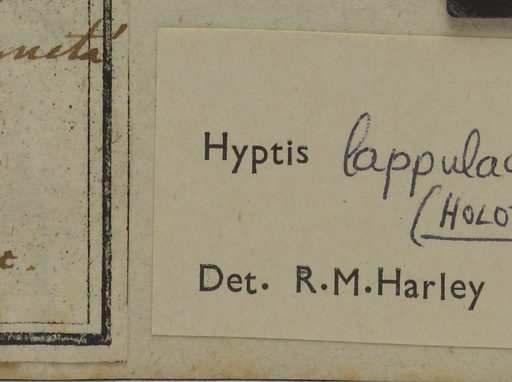 Hyptis lappulac
(HOLOT
Det. R.M.Harley